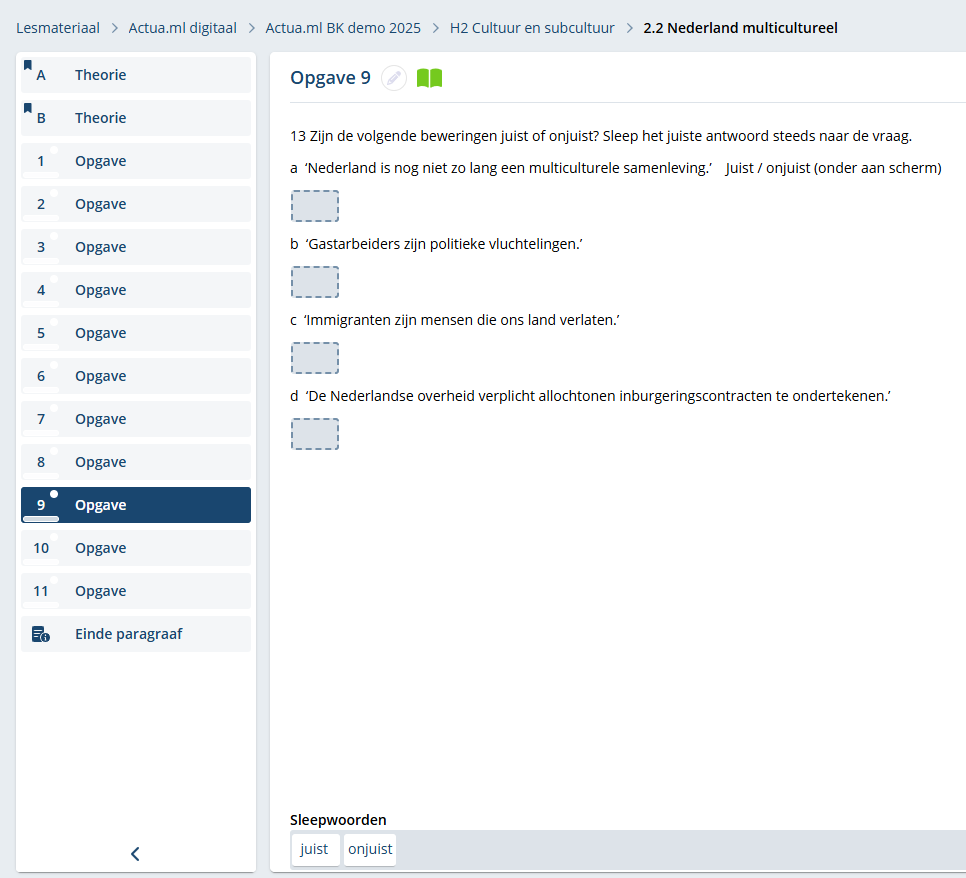 Lesmateriaal > Actua.ml digitaal > Actua.ml BK demo 2025 > H2 Cultuur en subcultuur > 2.2 Nederland multicultureel
A Theorie
B Theorie
1 Opgave
2 Opgave
3 Opgave
4 Opgave
5 Opgave
6 Opgave
7 Opgave
8 Opgave
9 Opgave
10 Opgave
11 Opgave
Einde paragraaf
Opgave 9
13 Zijn de volgende beweringen juist of onjuist? Sleep het juiste antwoord steeds naar de vraag.
a ‘Nederland is nog niet zo lang een multiculturele samenleving.’ Juist / onjuist (onder aan scherm)
b ‘Gastarbeiders zijn politieke vluchtelingen.’
c ‘Immigranten zijn mensen die ons land verlaten.’
d ‘De Nederlandse overheid verplicht allochtonen inburgeringscontracten te ondertekenen.’
Sleepwoorden
juist onjuist